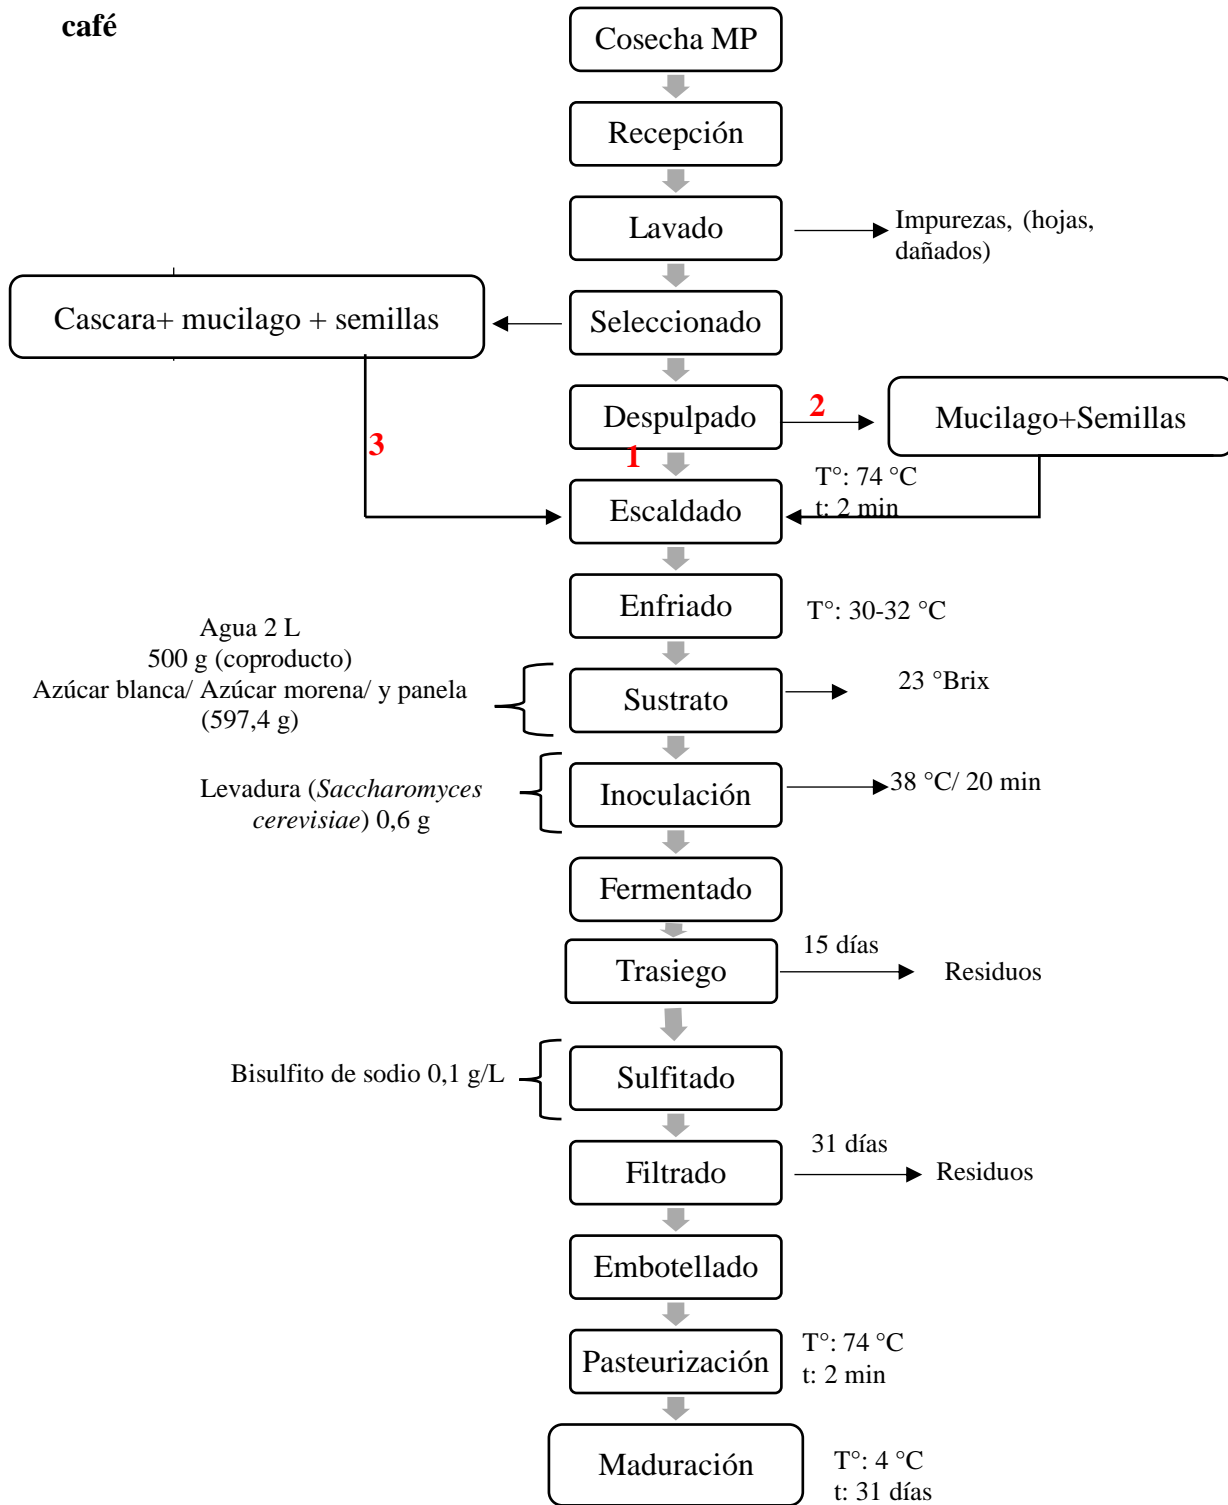 café
Cosecha MP
Recepción
Lavado
Impurezas, (hojas,
dañados)
Cascara+ mucilago + semillas
Seleccionado
Despulpado
2
Mucilago+Semillas
3
1
T°: 74 °C
t: 2 min
Escaldado
Enfriado
T°: 30-32 °C
Agua 2 L
500 g (coproducto)
Azúcar blanca/ Azúcar morena/ y panela
(597,4 g)
Sustrato
23 °Brix
Levadura (Saccharomyces
cerevisiae) 0,6 g
Inoculación
38 °C/ 20 min
Fermentado
Trasiego
15 días
Residuos
Bisulfito de sodio 0,1 g/L
Sulfitado
Filtrado
31 días
Residuos
Embotellado
Pasteurización
T°: 74 °C
t: 2 min
Maduración
T°: 4 °C
t: 31 días